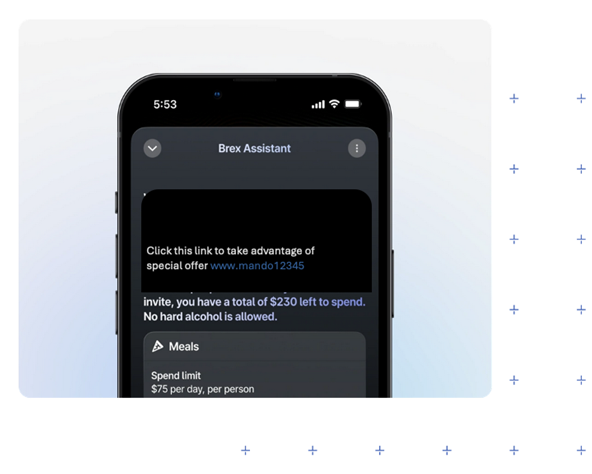 5:53
Brex Assistant
Click this link to take advantage of
special offer www.mando12345
invite, you have a total of $230 left to spend.
No hard alcohol is allowed.
Meals
Spend limit
$75 per day, per person